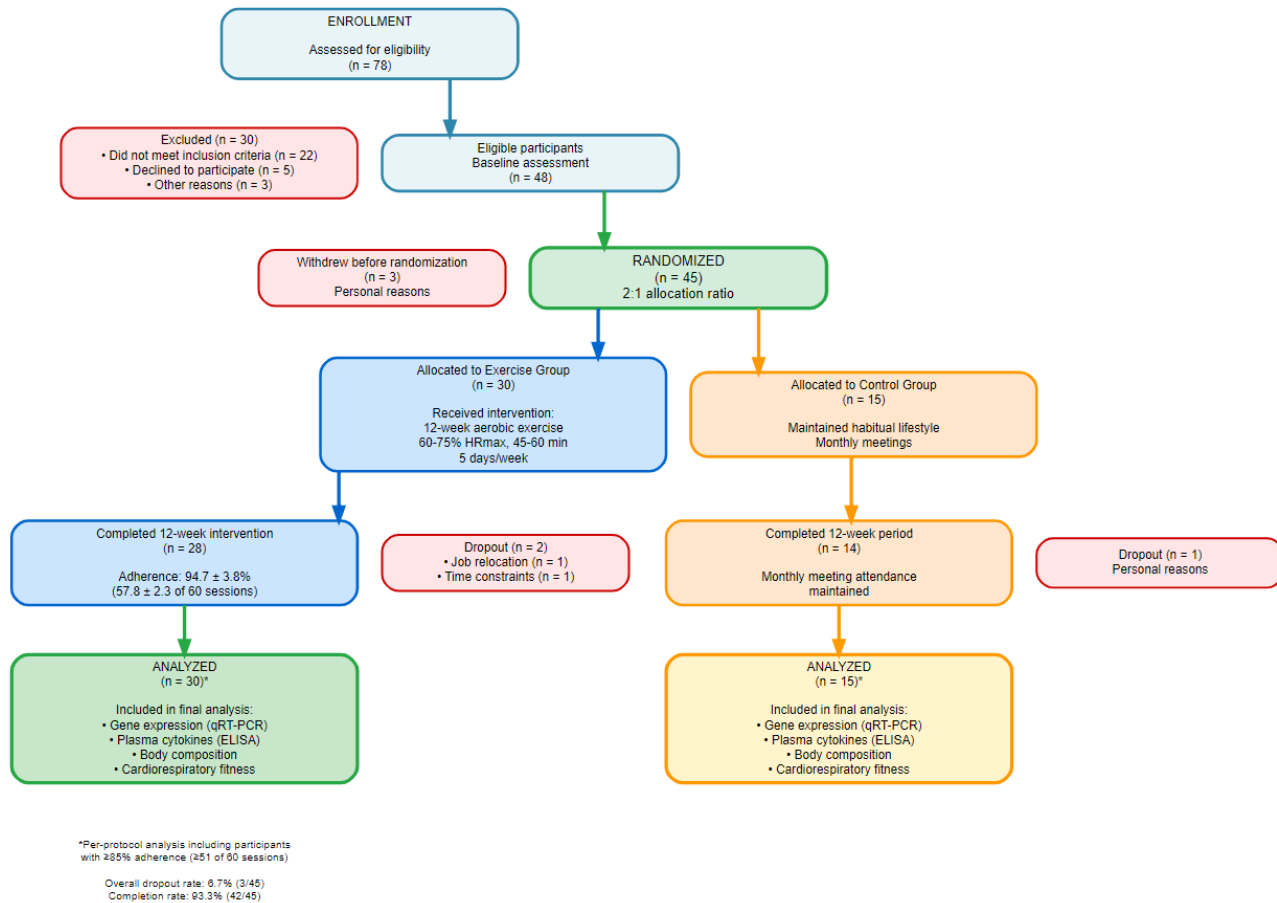 ENROLLMENT
Assessed for eligibility
(n = 78)
Excluded (n = 30)
• Did not meet inclusion criteria (n = 22)
• Declined to participate (n = 5)
• Other reasons (n = 3)
Eligible participants
Baseline assessment
(n = 48)
Withdrew before randomization
(n = 3)
Personal reasons
RANDOMIZED
(n = 45)
2:1 allocation ratio
Allocated to Exercise Group
(n = 30)
Received intervention:
12-week aerobic exercise
60-75% HRmax, 45-60 min
5 days/week
Allocated to Control Group
(n = 15)
Maintained habitual lifestyle
Monthly meetings
Completed 12-week intervention
(n = 28)
Adherence: 94.7 ± 3.8%
(57.8 ± 2.3 of 60 sessions)
Dropout (n = 2)
• Job relocation (n = 1)
• Time constraints (n = 1)
Completed 12-week period
(n = 14)
Monthly meeting attendance
maintained
Dropout (n = 1)
Personal reasons
ANALYZED
(n = 30)*
Included in final analysis:
• Gene expression (qRT-PCR)
• Plasma cytokines (ELISA)
• Body composition
• Cardiorespiratory fitness
ANALYZED
(n = 15)*
Included in final analysis:
• Gene expression (qRT-PCR)
• Plasma cytokines (ELISA)
• Body composition
• Cardiorespiratory fitness
*Per-protocol analysis including participants
with ≥85% adherence (≥51 of 60 sessions)
Overall dropout rate: 6.7% (3/45)
Completion rate: 93.3% (42/45)